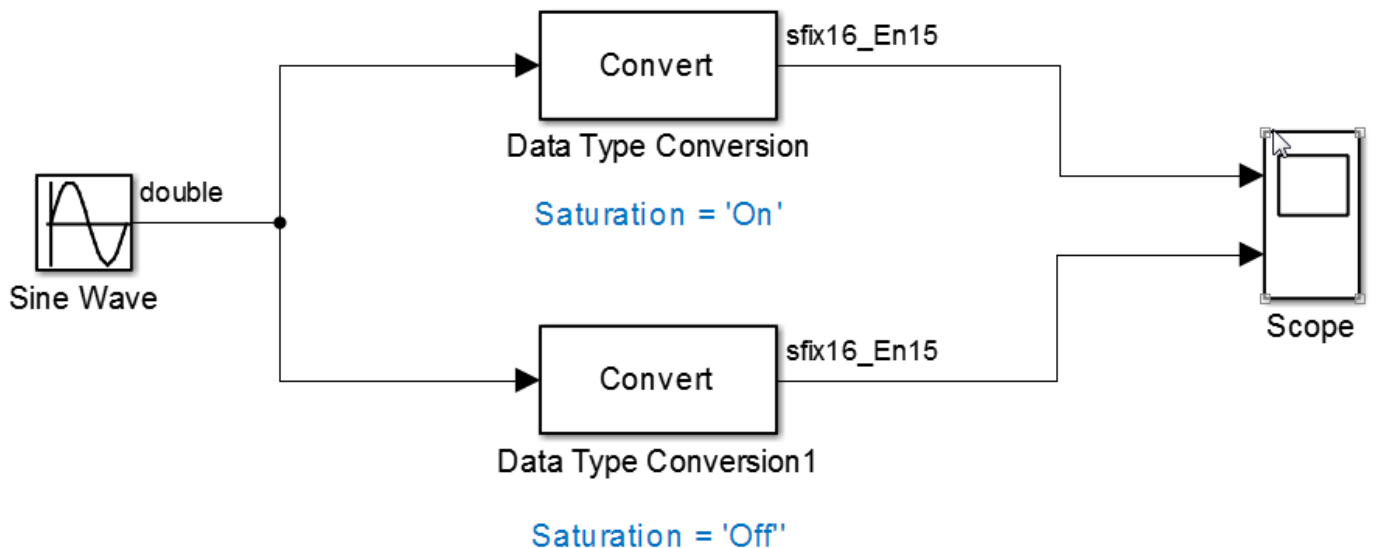 sfix16_En15
Convert
Data Type Conversion
double
Saturation = 'On'
Sine Wave
Scope
sfix16_En15
Convert
Data Type Conversion1
Saturation = 'Off''